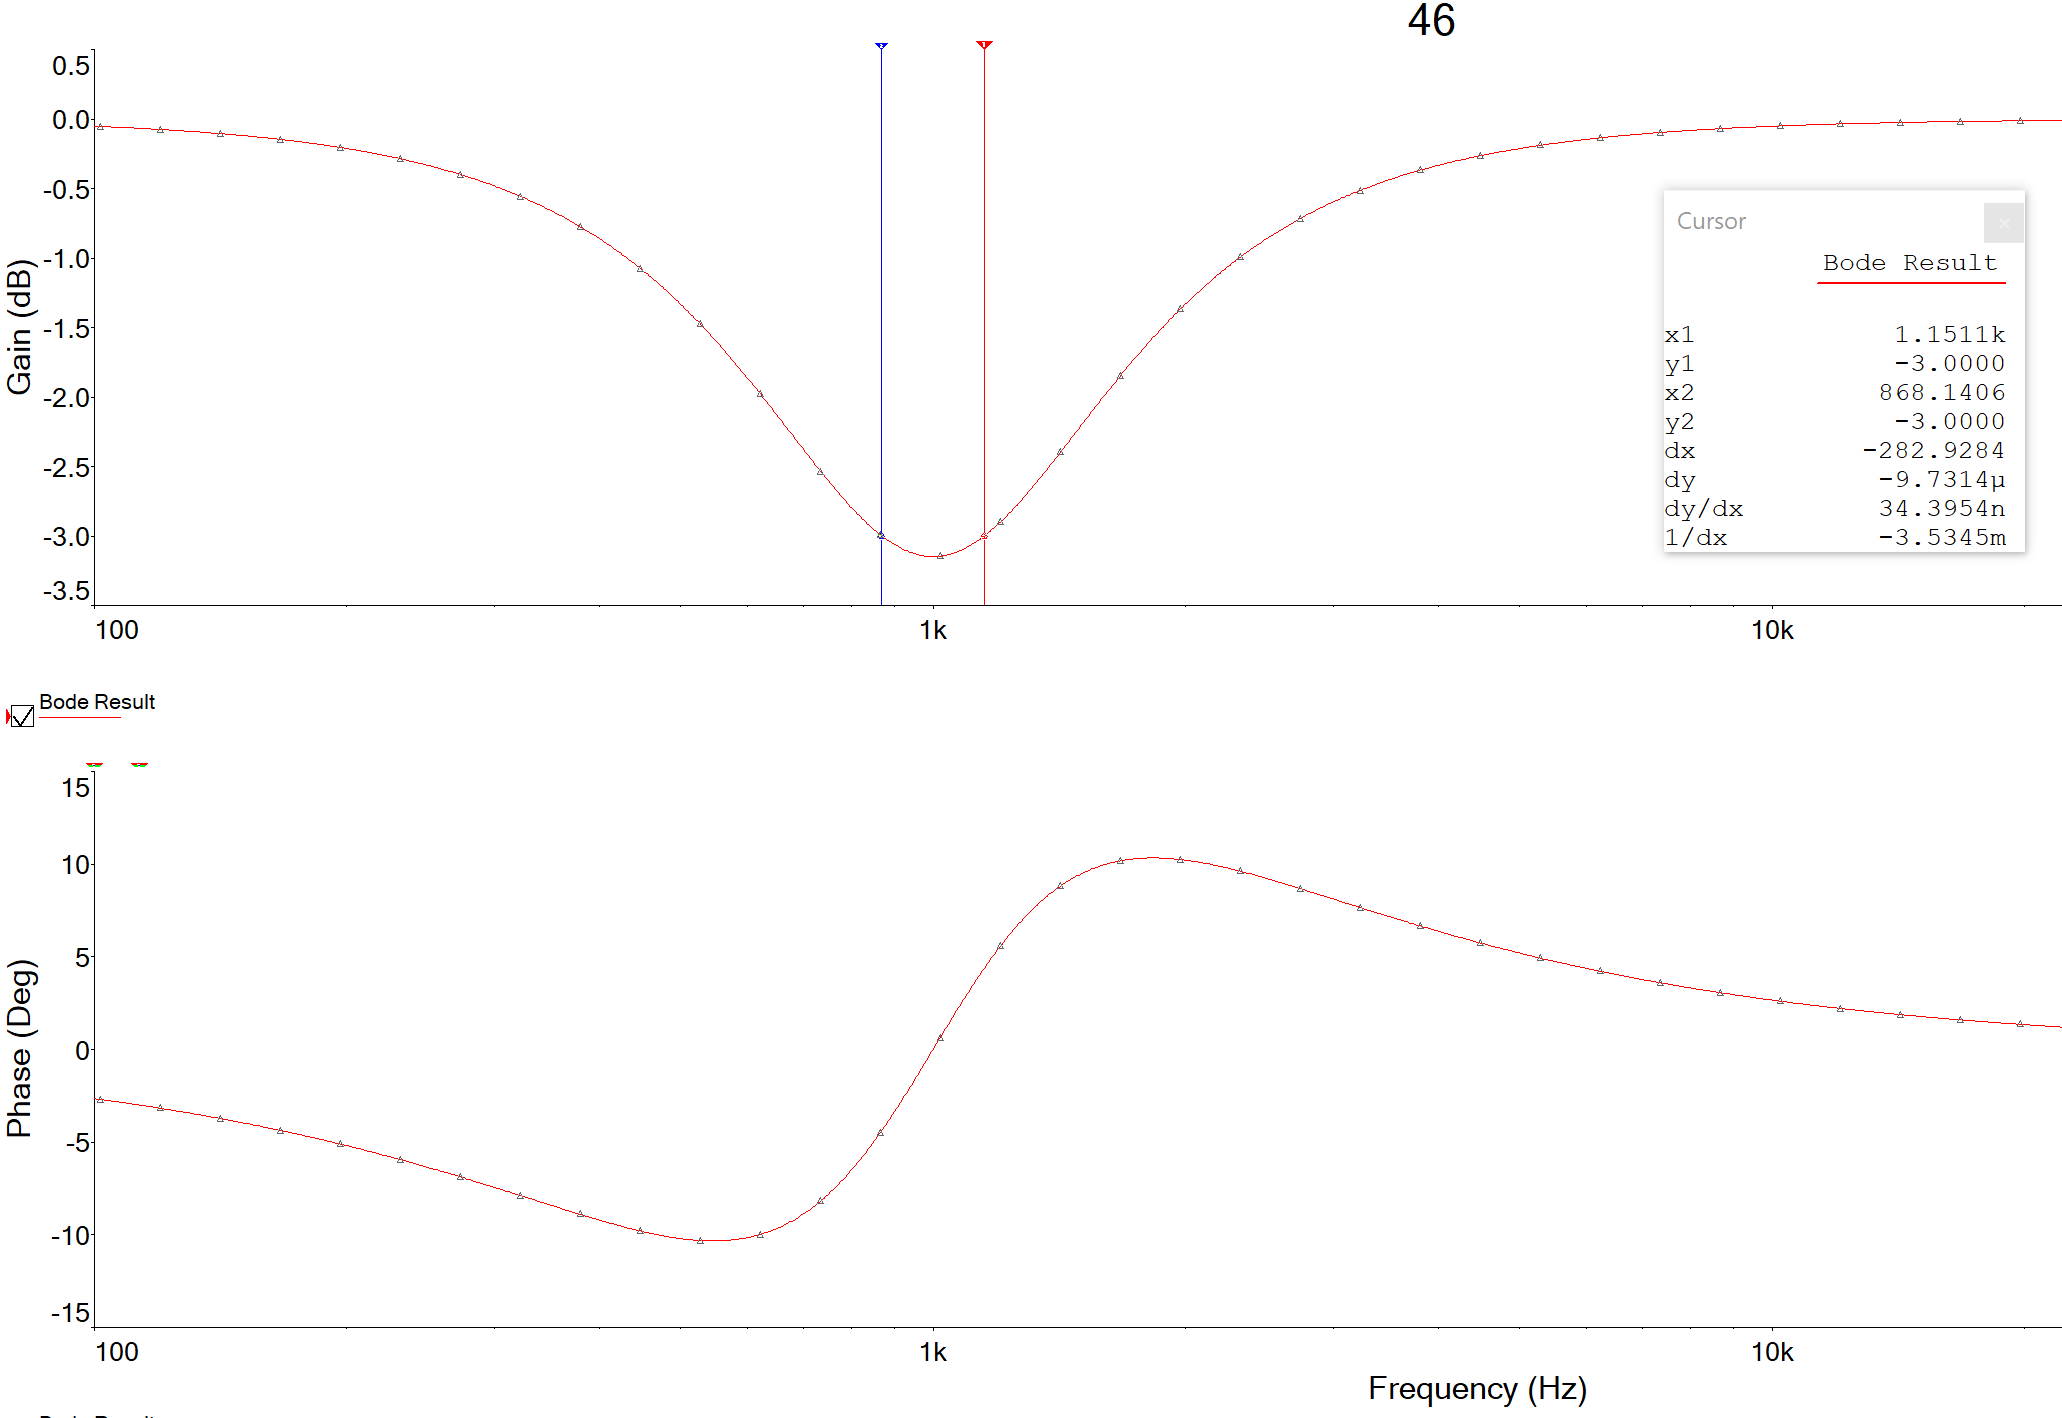 46
0.5
0.0
-0.5
-1.0
-1.5
-2.0
-2.5
-3.0
-3.5
Gain (dB)
100 1k 10k
Cursor
Bode Result
x1 1.1511k
y1 -3.0000
x2 868.1406
y2 -3.0000
dx -282.9284
dy -9.7314µ
dy/dx 34.3954n
1/dx -3.5345m
Bode Result
15
10
5
0
-5
-10
-15
Phase (Deg)
100 1k 10k
Frequency (Hz)